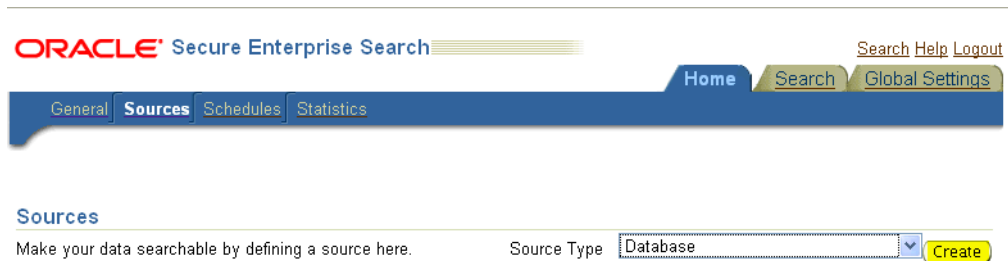 ORACLE Secure Enterprise Search
Search Help Logout
Home Search Global Settings
General Sources Schedules Statistics
Sources
Make your data searchable by defining a source here. Source Type Database Create